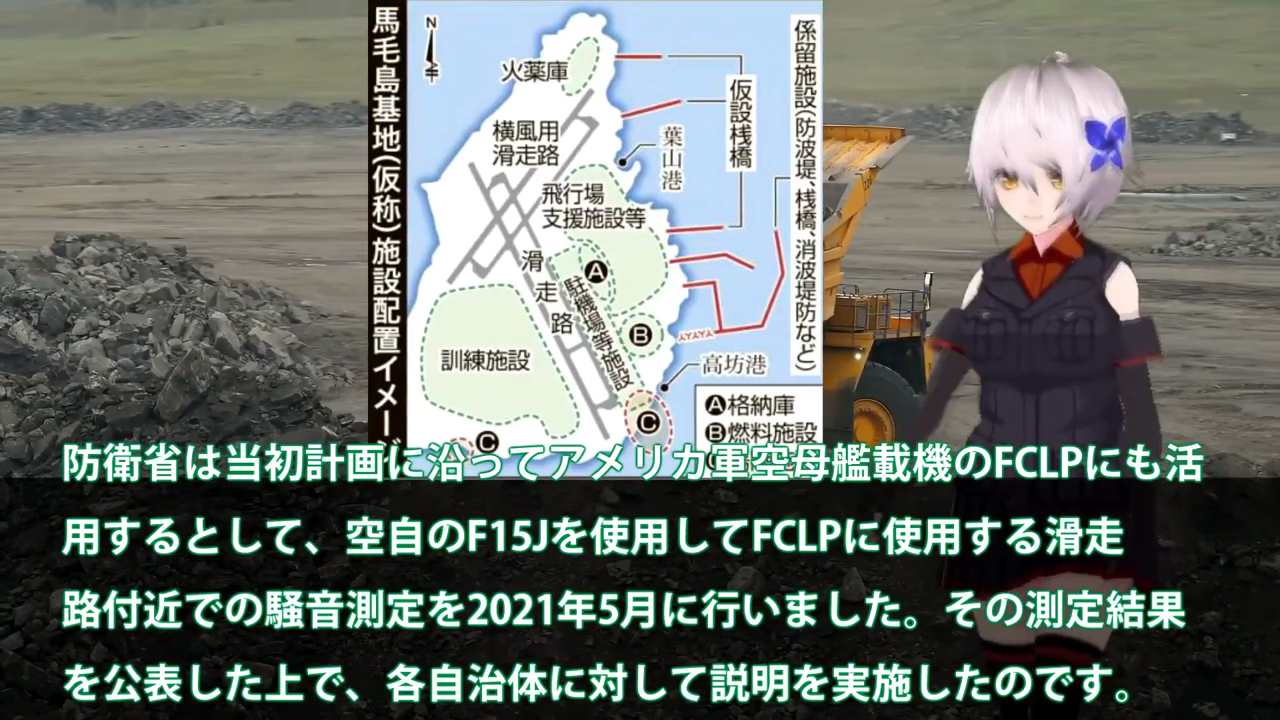 馬毛島基地(仮称)施設配置イメージ
N
火薬庫
横風用
滑走路
葉山港
仮設桟橋
係留施設(防波堤、桟橋、消波堤防など)
飛行場
支援施設等
滑走路
A
駐機場等施設
B
訓練施設
高坊港
C
C
A格納庫
B燃料施設
防衛省は当初計画に沿ってアメリカ軍空母艦載機のFCLPにも活
用するとして、空自のF15Jを使用してFCLPに使用する滑走
路付近での騒音測定を2021年5月に行いました。その測定結果
を公表した上で、各自治体に対して説明を実施したのです。